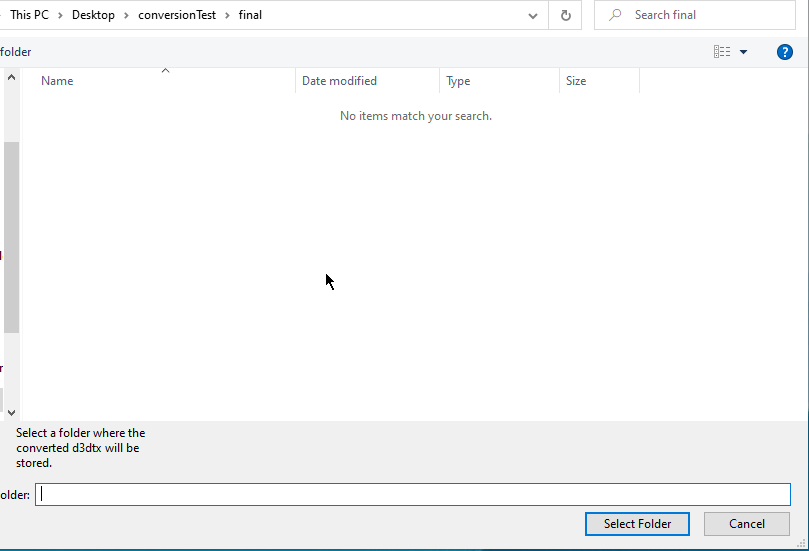 This PC > Desktop > conversionTest > final
Search final
folder
Name
Date modified
Type
Size
No items match your search.
Select a folder where the
converted d3dtx will be
stored.
older:
Select Folder
Cancel